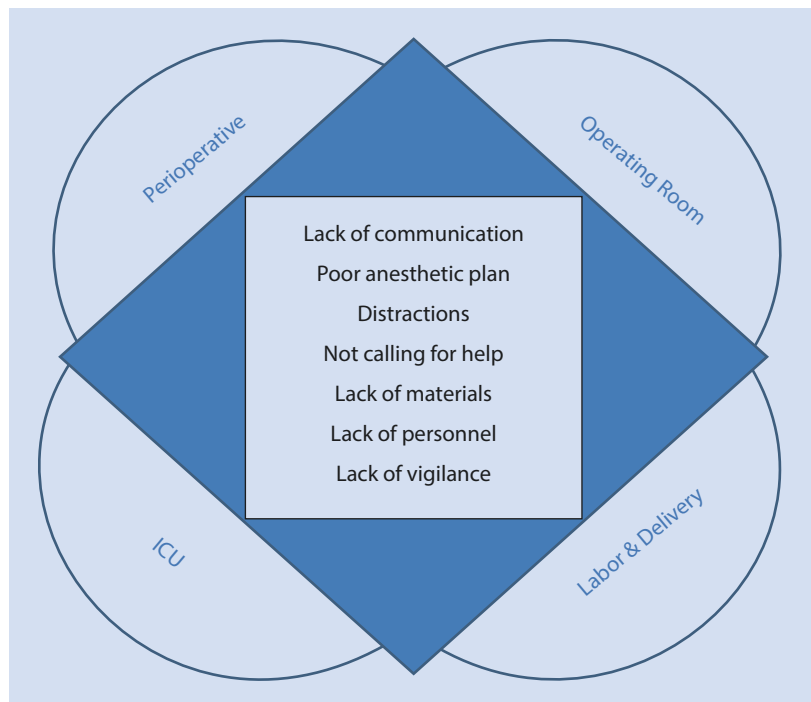 Perioperative
Operating Room
Lack of communication
Poor anesthetic plan
Distractions
Not calling for help
Lack of materials
Lack of personnel
Lack of vigilance
ICU
Labor & Delivery